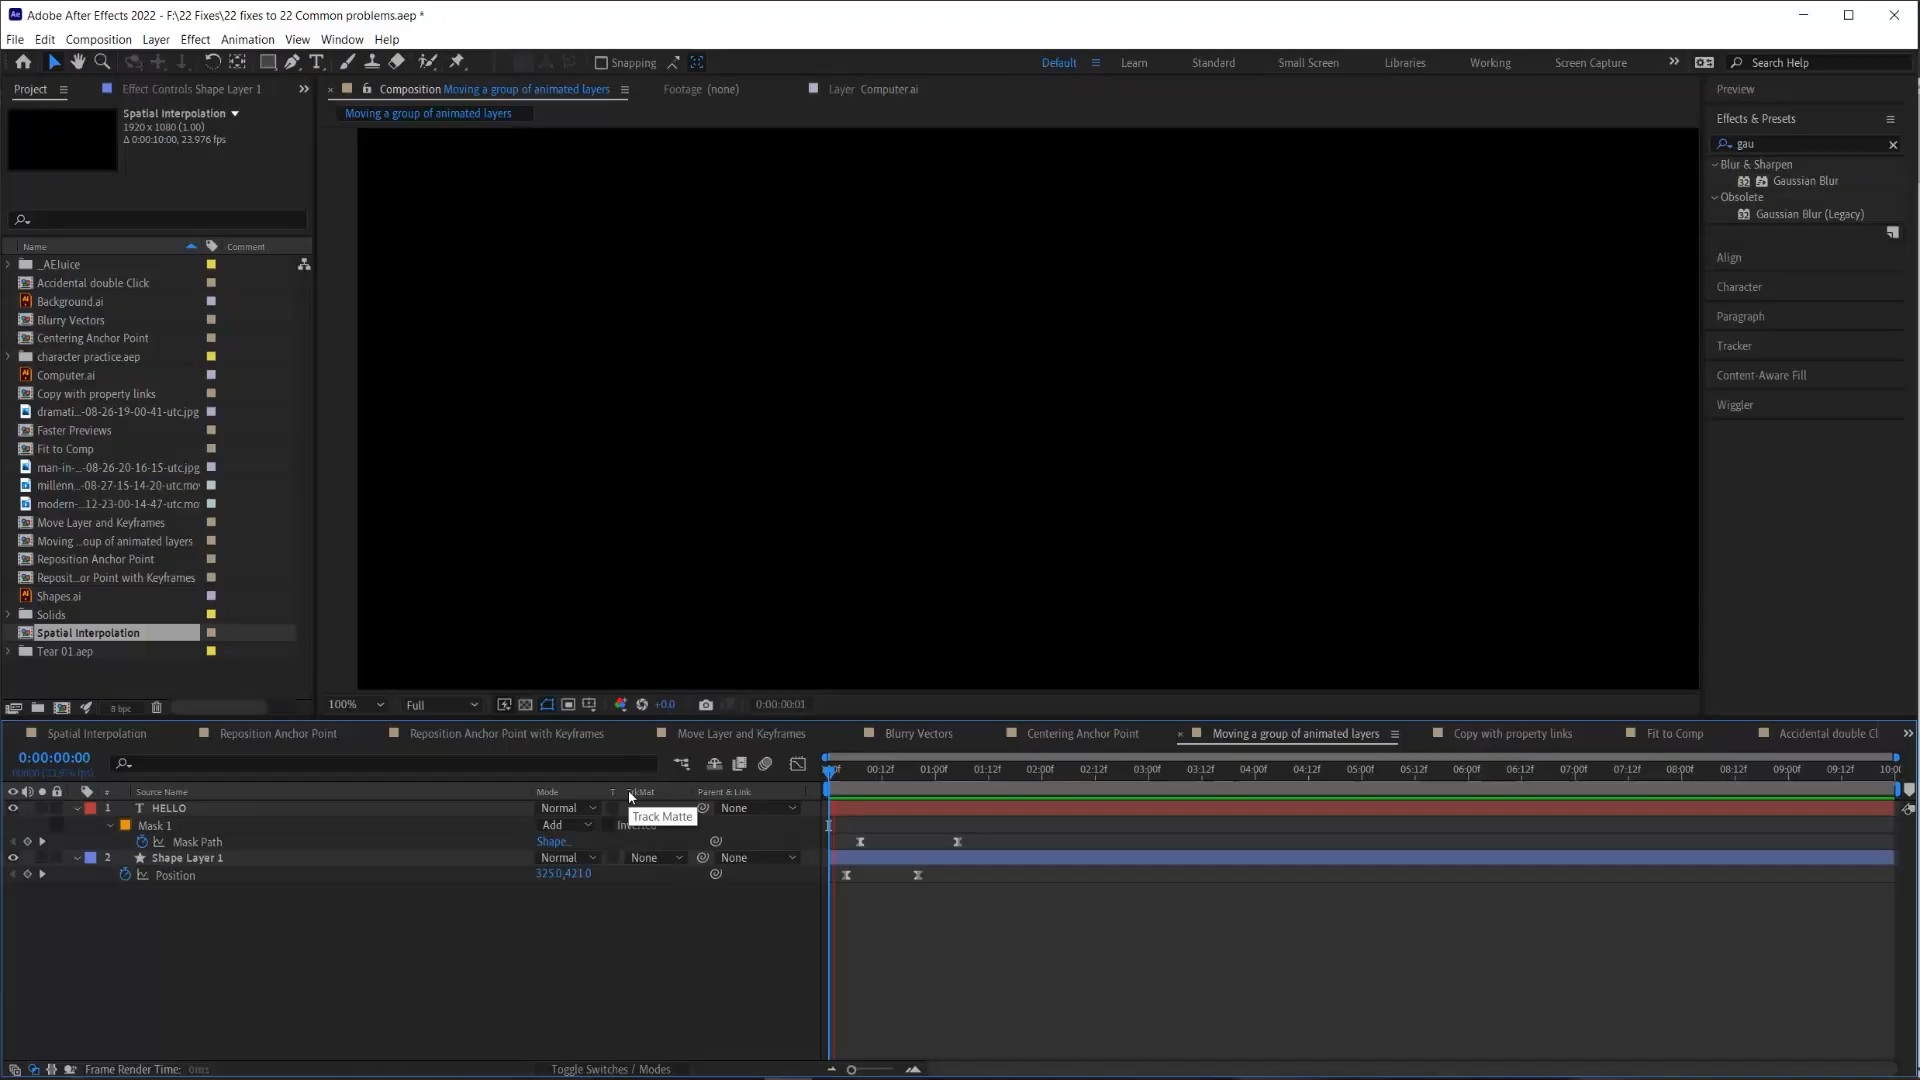 Adobe After Effects 2022 - F:\22 Fixes\22 fixes to 22 Common problems.aep *
File Edit Composition Layer Effect Animation View Window Help
Snapping Default Learn Standard Small Screen Libraries Working Screen Capture Search Help
Project Effect Controls Shape Layer 1 Composition Moving a group of animated layers Footage (none) Layer Computer.ai Preview
Moving a group of animated layers
Spatial Interpolation
1920 x 1080 (1.00)
Δ 0:00:10:00, 23.976 fps
Name Comment
_AEJuice
Accidental double Click
Background.ai
Blurry Vectors
Centering Anchor Point
character practice.aep
Computer.ai
Copy with property links
dramati...-08-26-19-00-41-utc.jpg
Faster Previews
Fit to Comp
man-in-...-08-26-20-16-15-utc.jpg
millenn...-08-27-15-14-20-utc.mo
modern-...12-23-00-14-47-utc.mo
Move Layer and Keyframes
Moving ...oup of animated layers
Reposition Anchor Point
Reposit...or Point with Keyframes
Shapes.ai
Solids
Spatial Interpolation
Tear 01.aep
8 bpc
Effects & Presets
gau
Blur & Sharpen
32 Gaussian Blur
Obsolete
32 Gaussian Blur (Legacy)
Align
Character
Paragraph
Tracker
Content-Aware Fill
Wiggler
100% Full +0.0 0:00:00:01
Spatial Interpolation Reposition Anchor Point Reposition Anchor Point with Keyframes Move Layer and Keyframes Blurry Vectors Centering Anchor Point Moving a group of animated layers Copy with property links Fit to Comp Accidental double Cl
0:00:00:00
00:12f 01:00f 01:12f 02:00f 02:12f 03:00f 03:12f 04:00f 04:12f 05:00f 05:12f 06:00f 06:12f 07:00f 07:12f 08:00f 08:12f 09:00f 09:12f 10:0
# Source Name Mode T TrkMat Parent & Link
1 T HELLO Normal None
Track Matte
Mask 1 Add Inverted
Mask Path Shape...
2 Shape Layer 1 Normal None None
Position 325.0,421.0
Frame Render Time: 0ms Toggle Switches / Modes